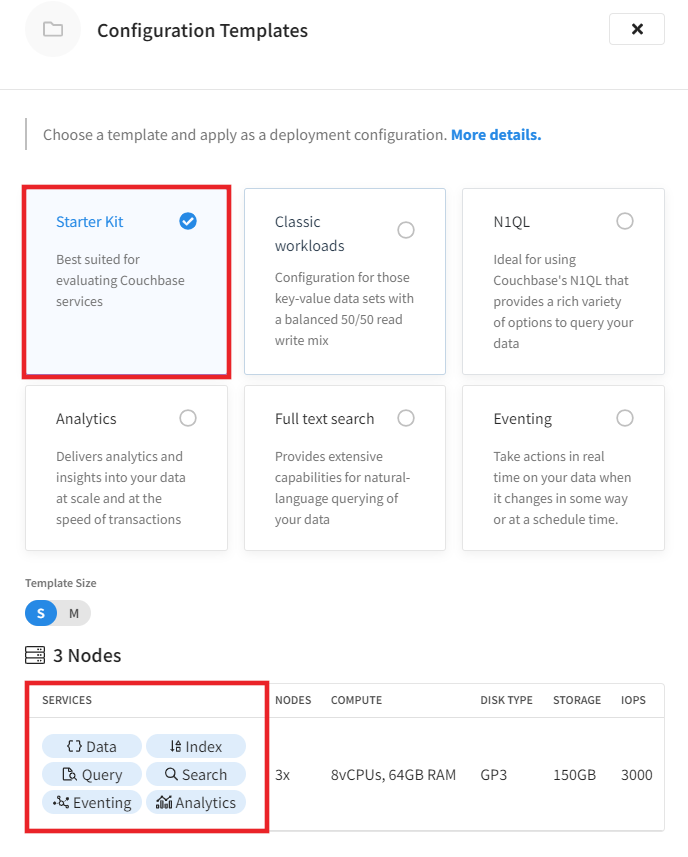 Configuration Templates
Choose a template and apply as a deployment configuration. More details.
Starter Kit
Best suited for
evaluating Couchbase
services
Classic
workloads
Configuration for those
key-value data sets with
a balanced 50/50 read
write mix
N1QL
Ideal for using
Couchbase's N1QL that
provides a rich variety
of options to query your
data
Analytics
Delivers analytics and
insights into your data
at scale and at the
speed of transactions
Full text search
Provides extensive
capabilities for natural-
language querying of
your data
Eventing
Take actions in real
time on your data when
it changes in some way
or at a schedule time.
Template Size
S M
3 Nodes
SERVICES NODES COMPUTE DISK TYPE STORAGE IOPS
Data Index
Query Search 3x 8vCPUs, 64GB RAM GP3 150GB 3000
Eventing Analytics